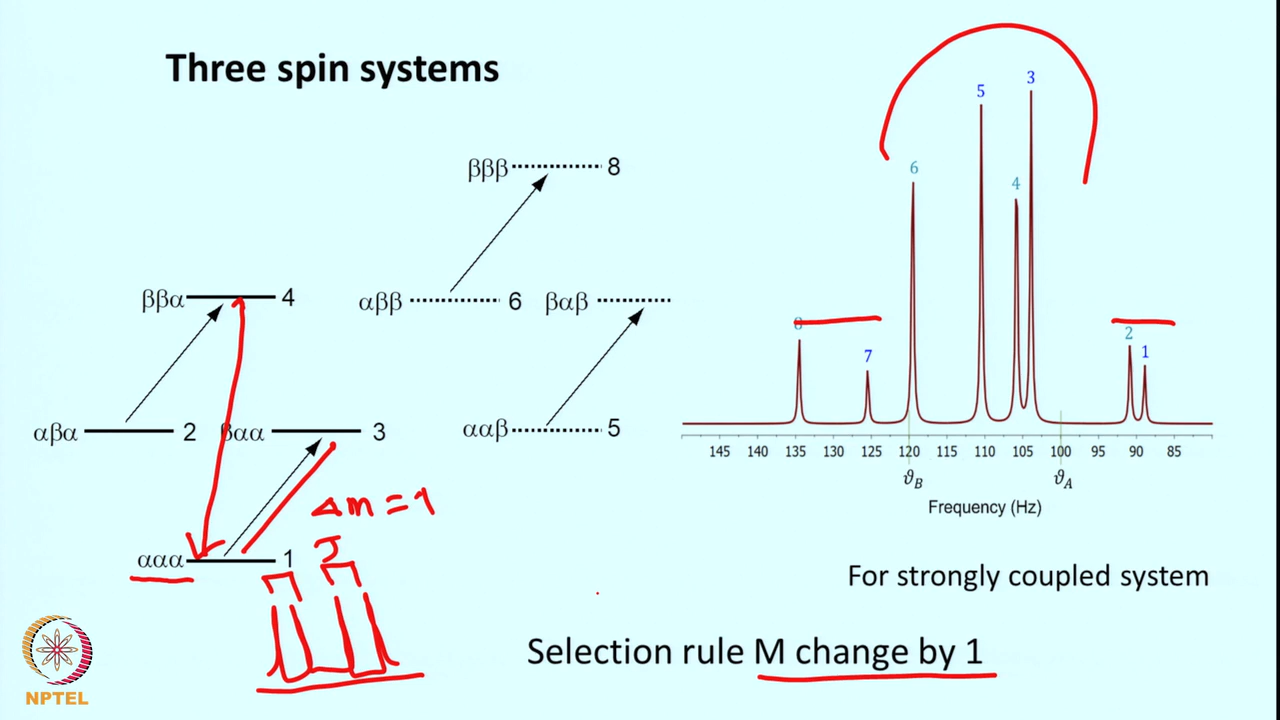 Three spin systems
βββ 8
ββα 4
αββ 6
βαβ
αβα 2
βαα 3
ααβ 5
ααα 1
Δm = 1
J
8
7
6
5
4
3
2
1
145 140 135 130 125 120 115 110 105 100 95 90 85
ϑB
ϑA
Frequency (Hz)
For strongly coupled system
Selection rule M change by 1
NPTEL